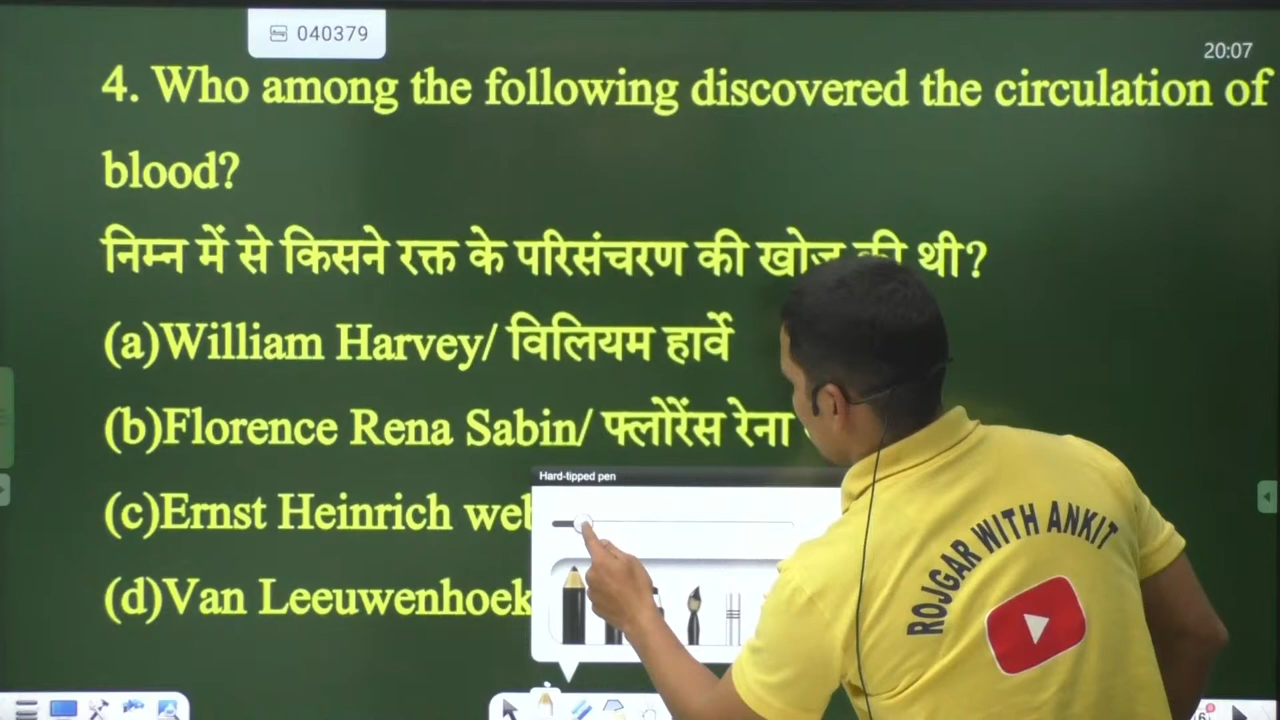 040379
20:07
4. Who among the following discovered the circulation of
blood?
निम्न में से किसने रक्त के परिसंचरण की खोज की थी?
(a)William Harvey/ विलियम हार्वे
(b)Florence Rena Sabin/ फ्लोरेंस रेना
Hard-tipped pen
(c)Ernst Heinrich
(d)Van Leeuwenhoek
ROJGAR WITH ANKIT